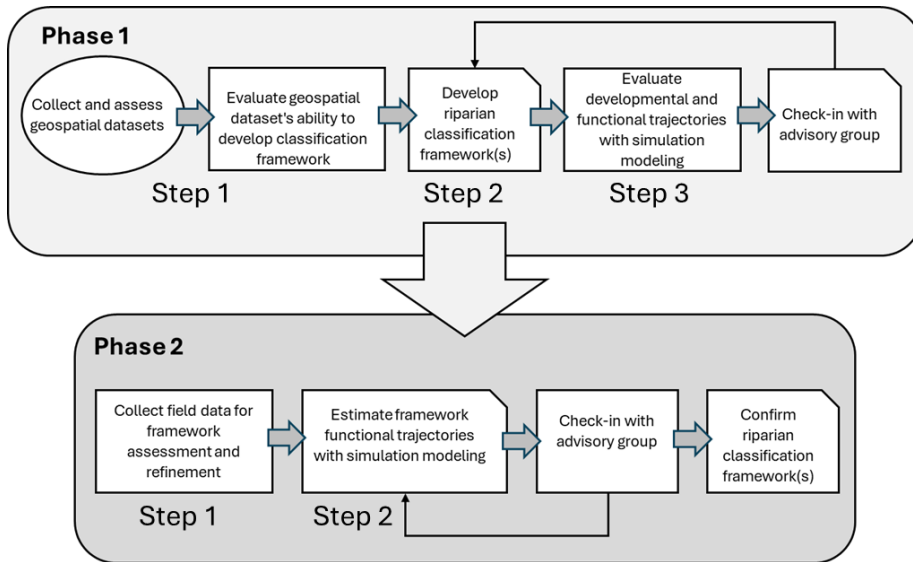 Phase 1
Collect and assess
geospatial datasets
Evaluate geospatial
dataset's ability to
develop classification
framework
Develop
riparian
classification
framework(s)
Evaluate
developmental and
functional trajectories
with simulation
modeling
Check-in with
advisory group
Step 1
Step 2
Step 3
Phase 2
Collect field data for
framework
assessment and
refinement
Estimate framework
functional trajectories
with simulation modeling
Check-in with
advisory group
Confirm
riparian
classification
framework(s)
Step 1
Step 2